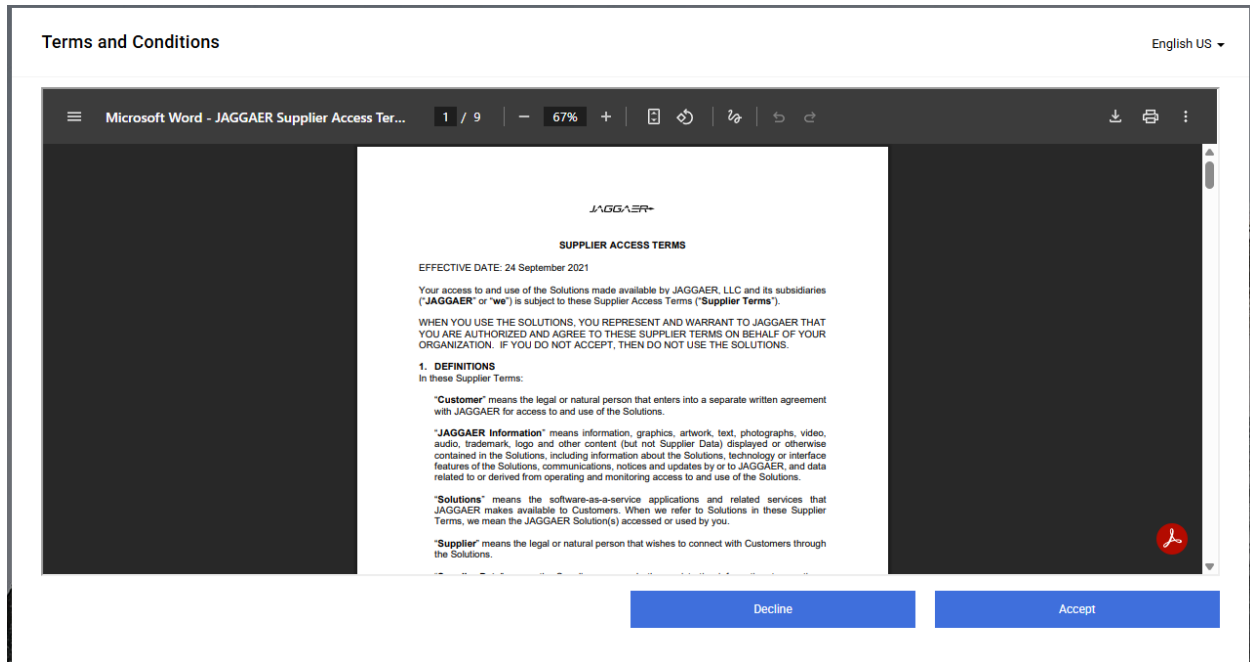 Terms and Conditions
English US
Microsoft Word - JAGGAER Supplier Access Ter...
1 / 9
67%
JAGGAER
SUPPLIER ACCESS TERMS
EFFECTIVE DATE: 24 September 2021
Your access to and use of the Solutions made available by JAGGAER, LLC and its subsidiaries
("JAGGAER" or "we") is subject to these Supplier Access Terms ("Supplier Terms").
WHEN YOU USE THE SOLUTIONS, YOU REPRESENT AND WARRANT TO JAGGAER THAT
YOU ARE AUTHORIZED AND AGREE TO THESE SUPPLIER TERMS ON BEHALF OF YOUR
ORGANIZATION. IF YOU DO NOT ACCEPT, THEN DO NOT USE THE SOLUTIONS.
1. DEFINITIONS
In these Supplier Terms:
"Customer" means the legal or natural person that enters into a separate written agreement
with JAGGAER for access to and use of the Solutions.
"JAGGAER Information" means information, graphics, artwork, text, photographs, video,
audio, trademark, logo and other content (but not Supplier Data) displayed or otherwise
contained in the Solutions, including information about the Solutions, technology or interface
features of the Solutions, communications, notices and updates by or to JAGGAER, and data
related to or derived from operating and monitoring access to and use of the Solutions.
"Solutions" means the software-as-a-service applications and related services that
JAGGAER makes available to Customers. When we refer to Solutions in these Supplier
Terms, we mean the JAGGAER Solution(s) accessed or used by you.
"Supplier" means the legal or natural person that wishes to connect with Customers through
the Solutions.
Decline
Accept